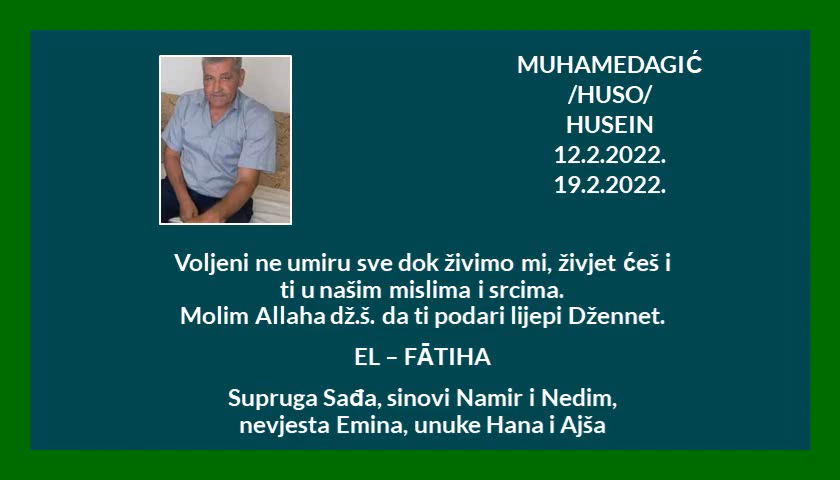 MUHAMEDAGIĆ
/HUSO/
HUSEIN
12.2.2022.
19.2.2022.
Voljeni ne umiru sve dok živimo mi, živjet ćeš i
ti u našim mislima i srcima.
Molim Allaha dž.š. da ti podari lijepi Džennet.
EL – FĀTIHA
Supruga Sađa, sinovi Namir i Nedim,
nevjesta Emina, unuke Hana i Ajša